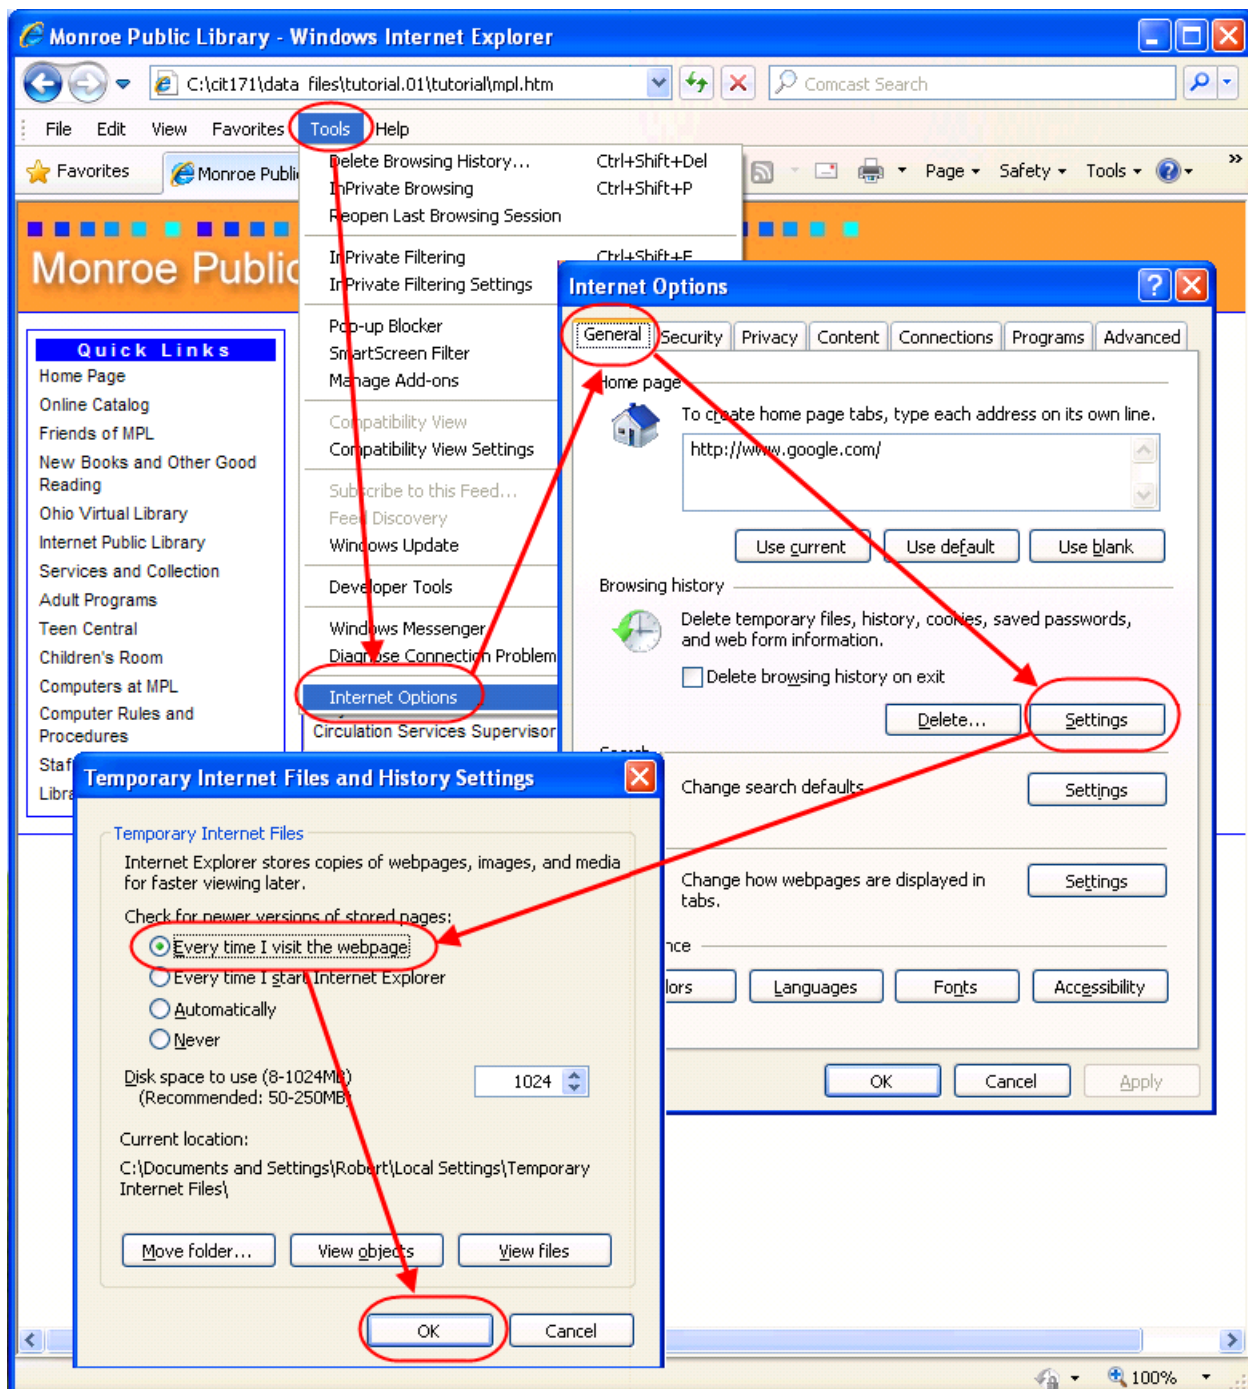 Monroe Public Library - Windows Internet Explorer
C:\cit171\data files\tutorial.01\tutorial\mpl.htm
Comcast Search
File Edit View Favorites Tools Help
Favorites
Monroe Publi
Page Safety Tools
Delete Browsing History... Ctrl+Shift+Del
InPrivate Browsing Ctrl+Shift+P
Reopen Last Browsing Session
InPrivate Filtering Ctrl+Shift+F
InPrivate Filtering Settings
Pop-up Blocker
SmartScreen Filter
Manage Add-ons
Compatibility View
Compatibility View Settings
Subscribe to this Feed...
Feed Discovery
Windows Update
Developer Tools
Windows Messenger
Diagnose Connection Problem
Internet Options
Monroe Public
Quick Links
Home Page
Online Catalog
Friends of MPL
New Books and Other Good
Reading
Ohio Virtual Library
Internet Public Library
Services and Collection
Adult Programs
Teen Central
Children's Room
Computers at MPL
Computer Rules and
Procedures
Staf
Libra
Circulation Services Supervisor
Internet Options
General Security Privacy Content Connections Programs Advanced
Home page
To create home page tabs, type each address on its own line.
http://www.google.com/
Use current Use default Use blank
Browsing history
Delete temporary files, history, cookies, saved passwords,
and web form information.
Delete browsing history on exit
Delete... Settings
Search
Change search defaults.
Settings
Change how webpages are displayed in
tabs.
Settings
nce
lors Languages Fonts Accessibility
OK Cancel Apply
Temporary Internet Files and History Settings
Temporary Internet Files
Internet Explorer stores copies of webpages, images, and media
for faster viewing later.
Check for newer versions of stored pages:
Every time I visit the webpage
Every time I start Internet Explorer
Automatically
Never
Disk space to use (8-1024MB) 1024
(Recommended: 50-250MB)
Current location:
C:\Documents and Settings\Robert\Local Settings\Temporary
Internet Files\
Move folder... View objects View files
OK Cancel
100%